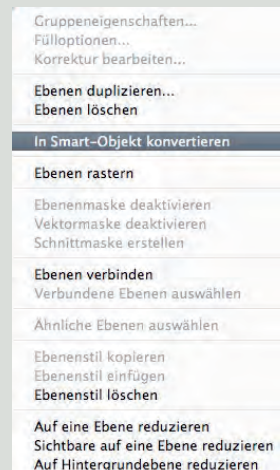 Gruppeneigenschaften...
Fülloptionen...
Korrektur bearbeiten...
Ebenen duplizieren...
Ebenen löschen
In Smart-Objekt konvertieren
Ebenen rastern
Ebenenmaske deaktivieren
Vektormaske deaktivieren
Schnittmaske erstellen
Ebenen verbinden
Verbundene Ebenen auswählen
Ähnliche Ebenen auswählen
Ebenenstil kopieren
Ebenenstil einfügen
Ebenenstil löschen
Auf eine Ebene reduzieren
Sichtbare auf eine Ebene reduzieren
Auf Hintergrundebene reduzieren